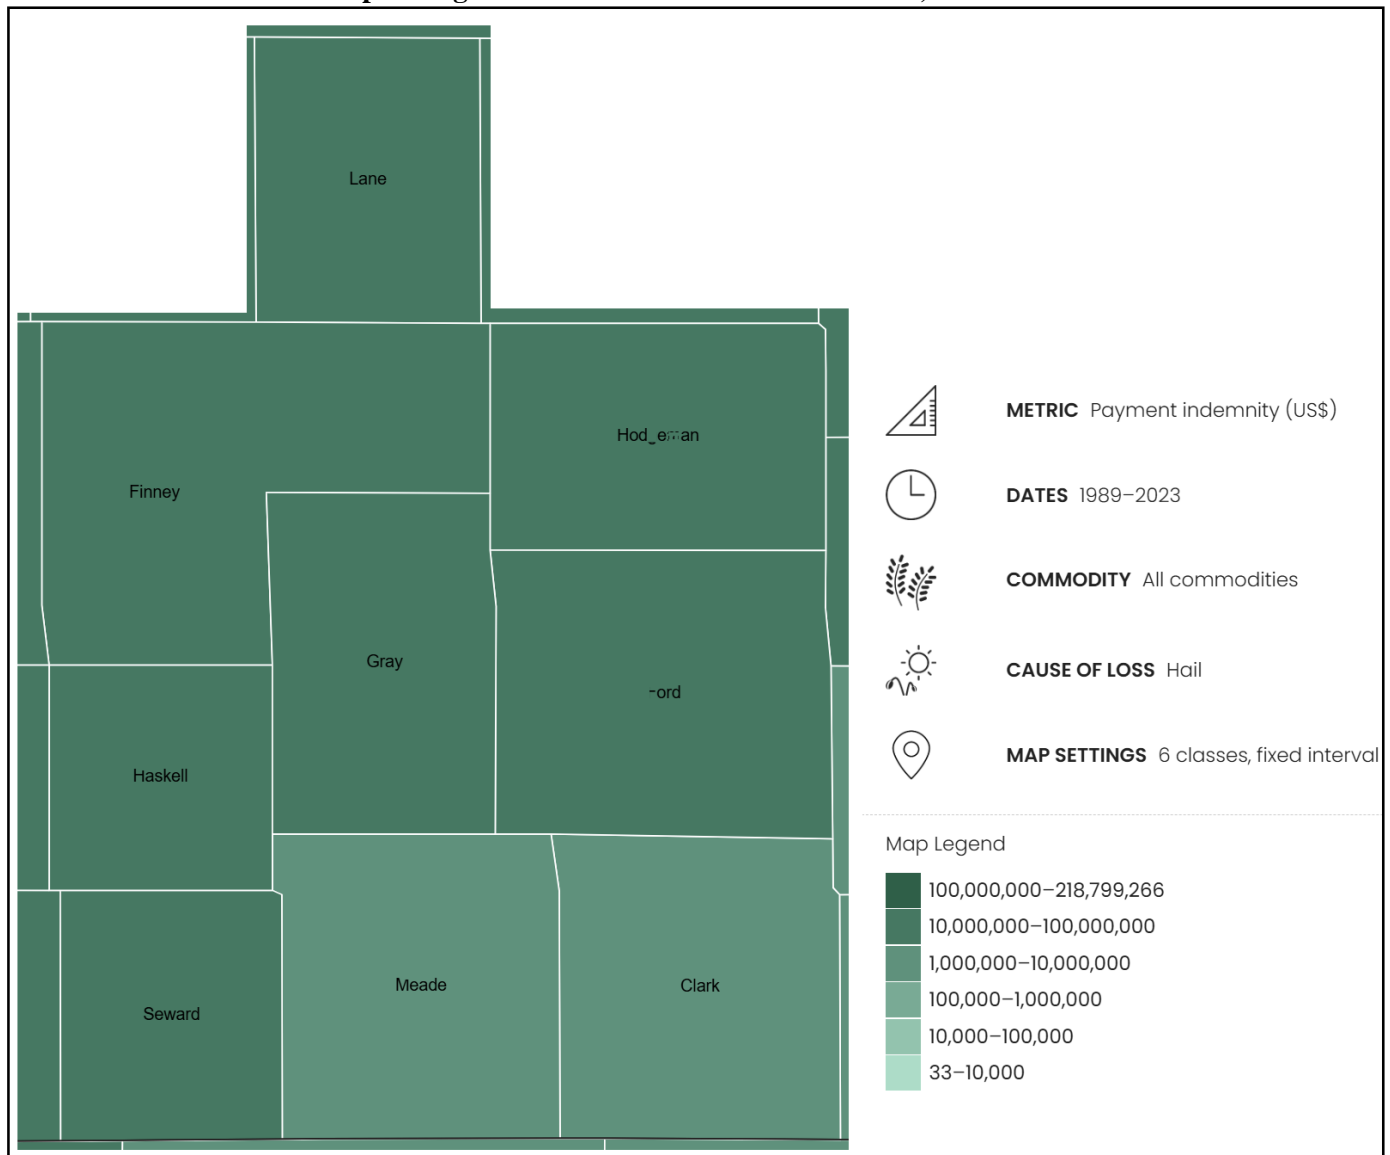 Lane
Finney
Gray
Haskell
Seward
Meade
Clark
METRIC Payment indemnity (US$)
DATES 1989–2023
COMMODITY All commodities
CAUSE OF LOSS Hail
MAP SETTINGS 6 classes, fixed interval
Map Legend
100,000,000–218,799,266
10,000,000–100,000,000
1,000,000–10,000,000
100,000–1,000,000
10,000–100,000
33–10,000